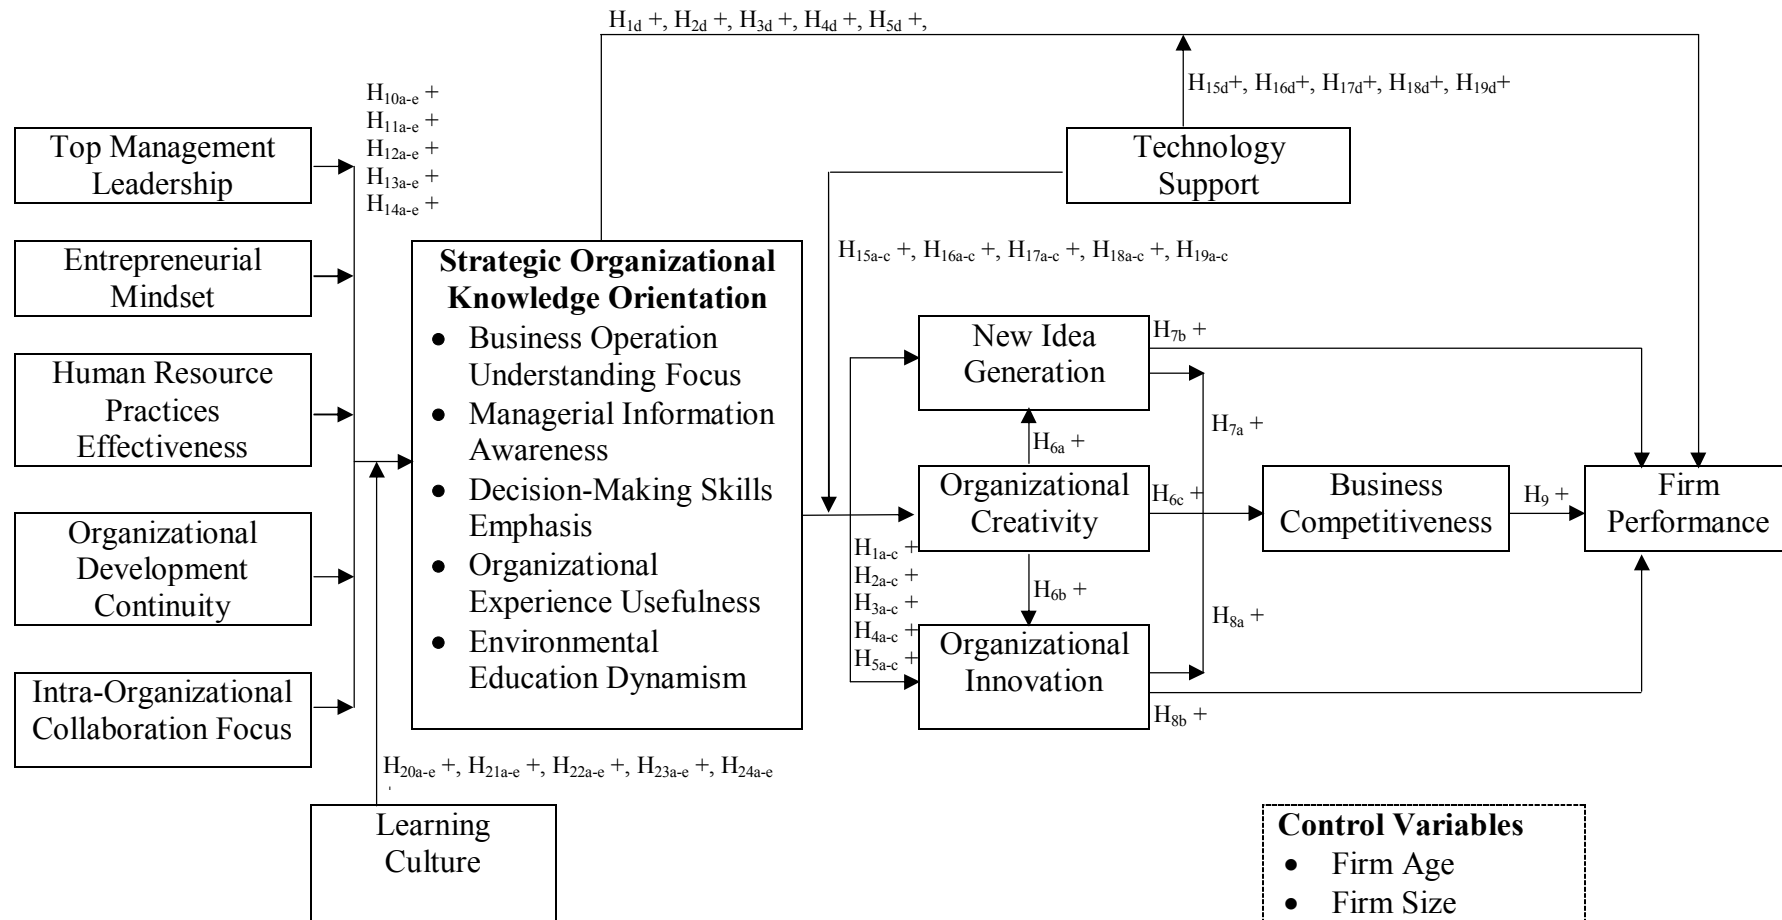 H1d +, H2d +, H3d +, H4d +, H5d +,
H15d+, H16d+, H17d+, H18d+, H19d+
H10a-e +
H11a-e +
H12a-e +
H13a-e +
H14a-e +
Top Management
Leadership
Technology
Support
Entrepreneurial
Mindset
Human Resource
Practices
Effectiveness
Organizational
Development
Continuity
Intra-Organizational
Collaboration Focus
Strategic Organizational
Knowledge Orientation
• Business Operation
Understanding Focus
• Managerial Information
Awareness
• Decision-Making Skills
Emphasis
• Organizational
Experience Usefulness
• Environmental
Education Dynamism
H15a-c +, H16a-c +, H17a-c +, H18a-c +, H19a-c
New Idea
Generation
H7b +
H7a +
H6a +
Organizational
Creativity
H6c +
Business
Competitiveness
H9 +
Firm
Performance
H1a-c +
H2a-c +
H3a-c +
H4a-c +
H5a-c +
H6b +
H8a +
Organizational
Innovation
H8b +
H20a-e +, H21a-e +, H22a-e +, H23a-e +, H24a-e
Learning
Culture
Control Variables
• Firm Age
• Firm Size